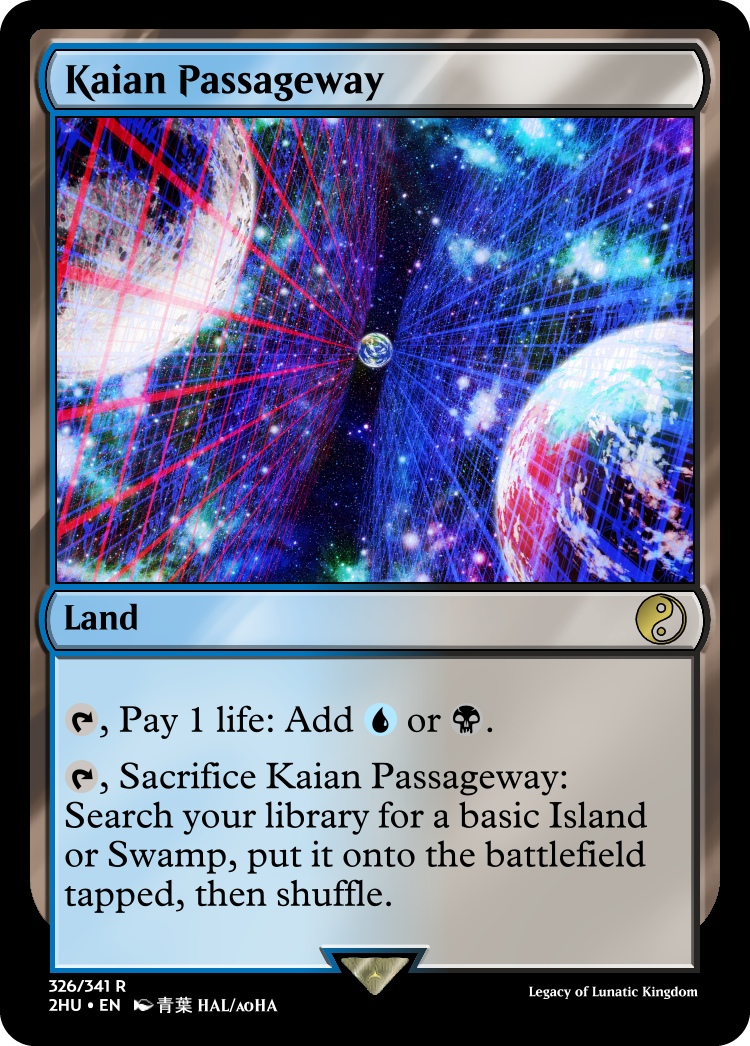 Kaian Passageway
Land
, Pay 1 life: Add or .
, Sacrifice Kaian Passageway:
Search your library for a basic Island
or Swamp, put it onto the battlefield
tapped, then shuffle.
326/341 R
2HU • EN 青葉 HAL/AOHA
Legacy of Lunatic Kingdom